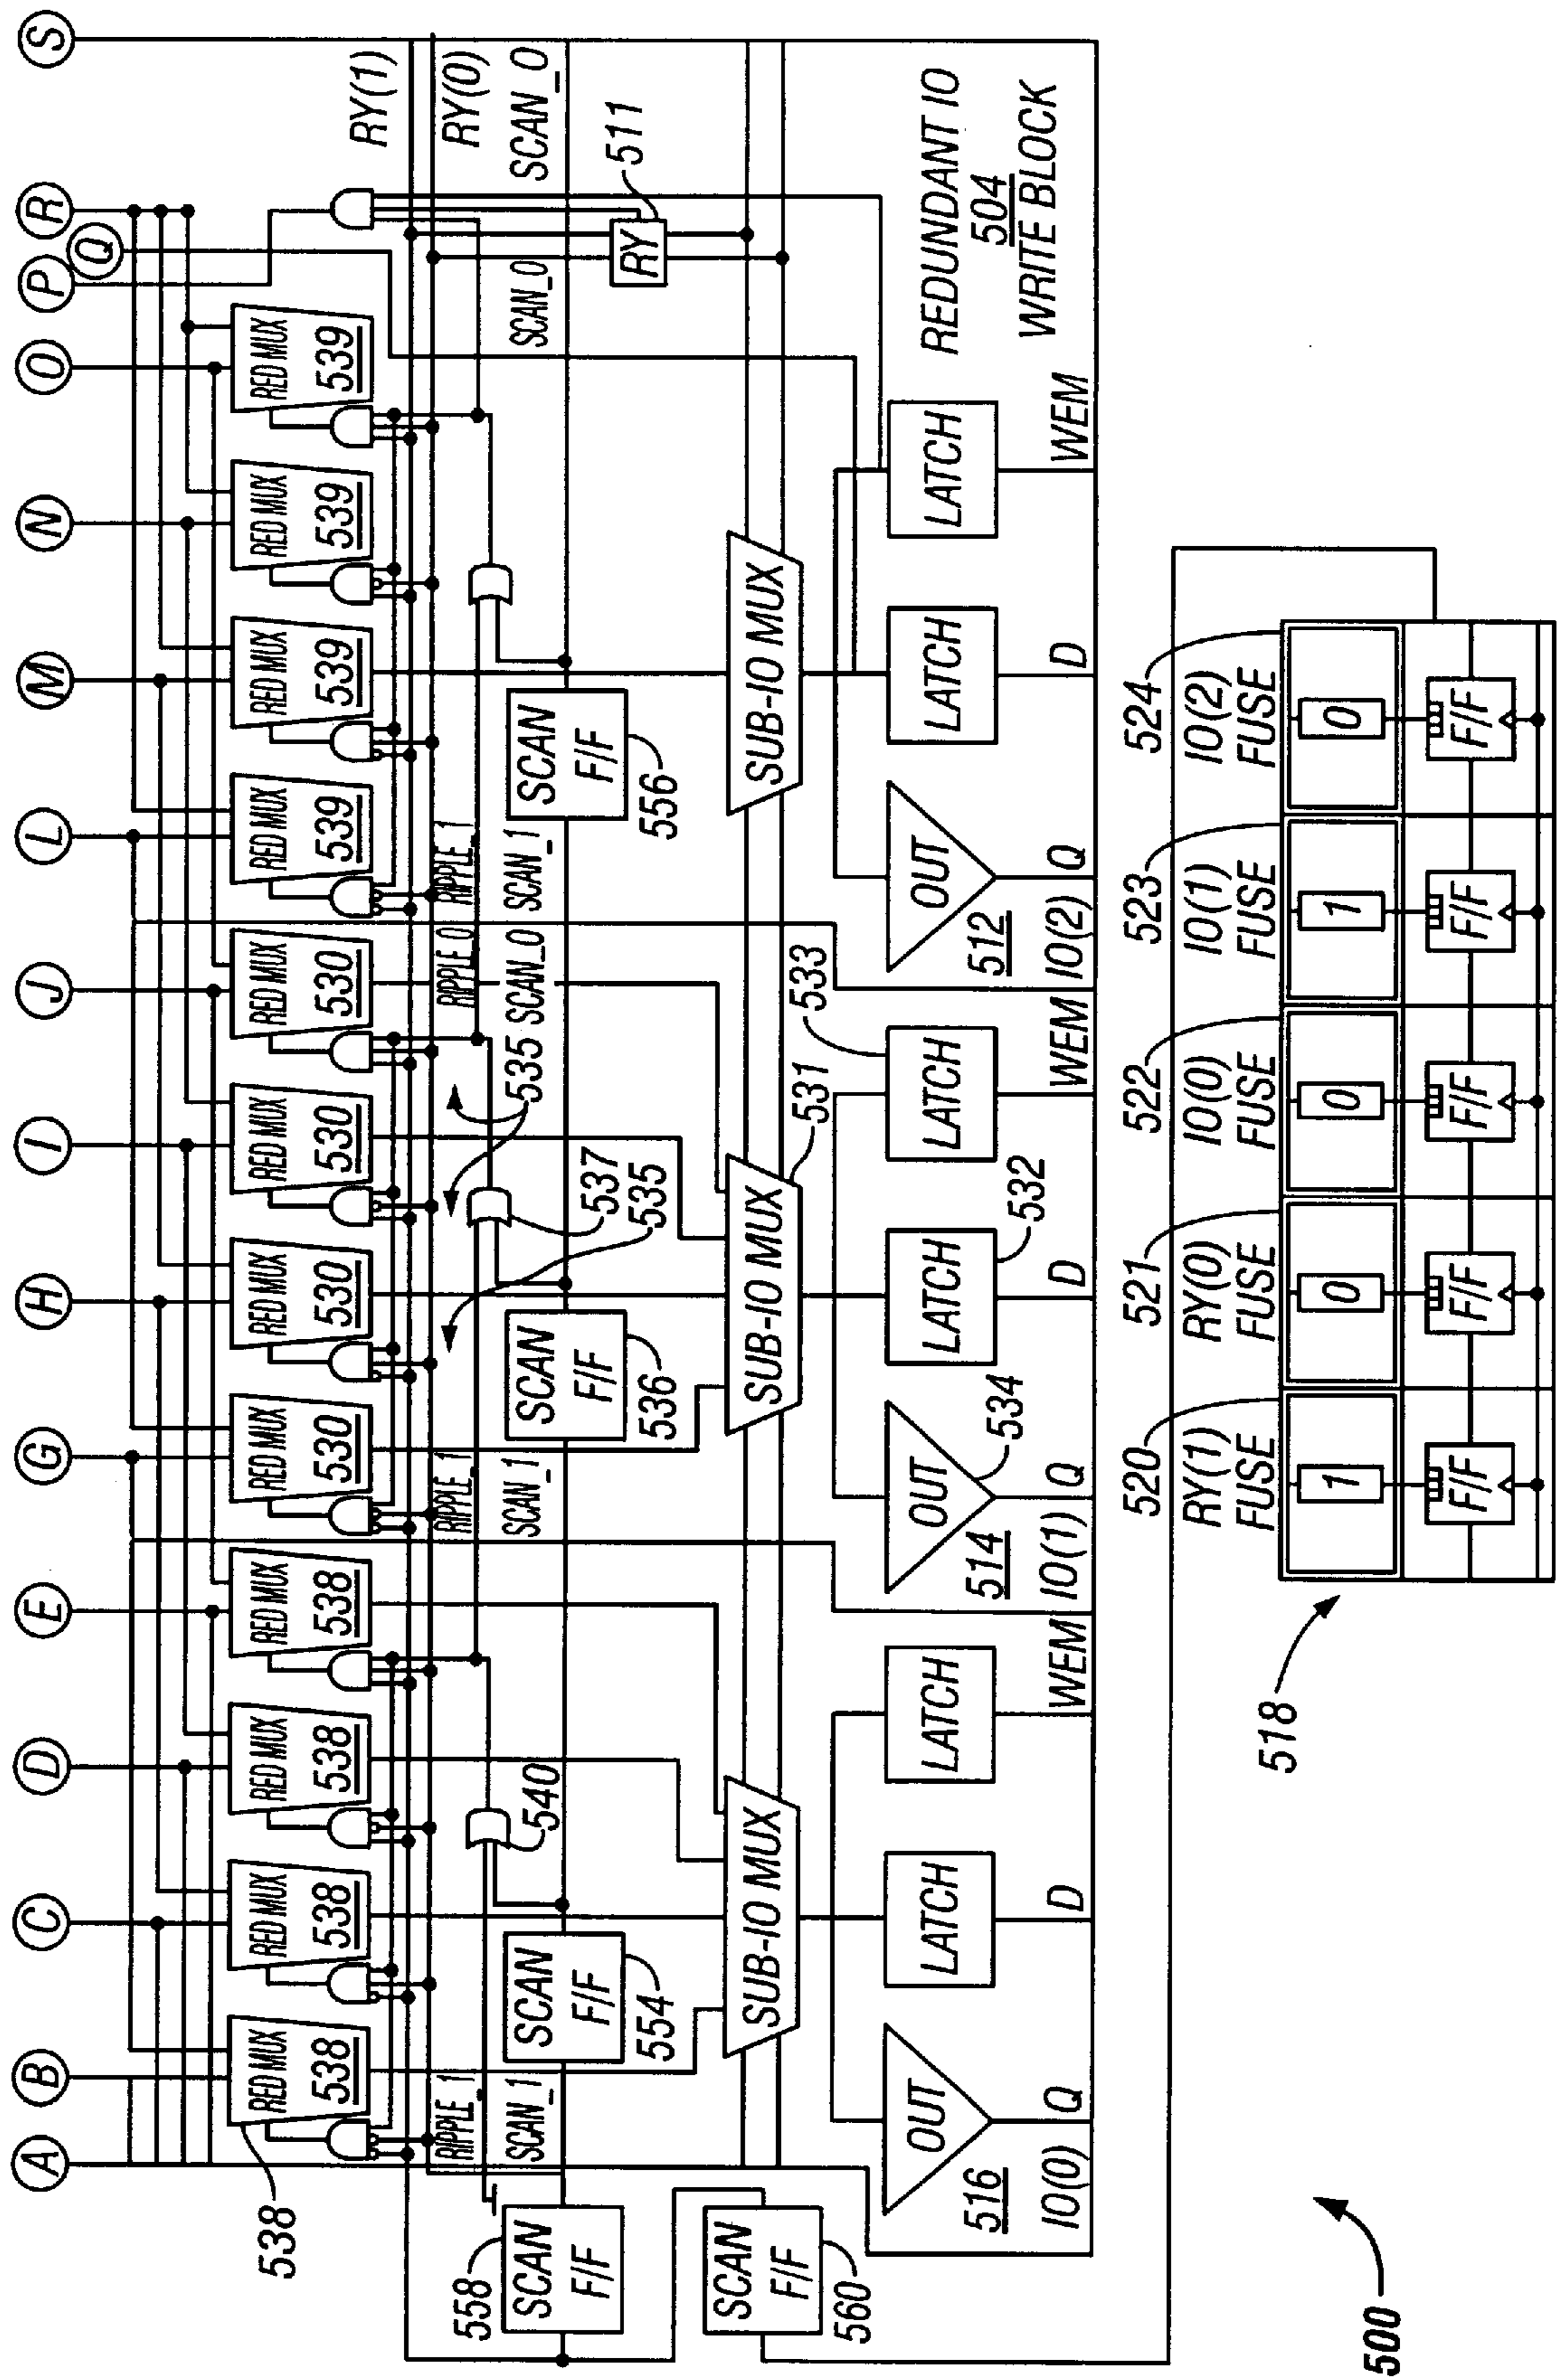 A
B
C
D
E
G
H
I
J
L
M
N
O
P
Q
R
S
RED MUX
538
RED MUX
538
RED MUX
538
RED MUX
538
RED MUX
530
RED MUX
530
RED MUX
530
RED MUX
530
RED MUX
539
RED MUX
539
RED MUX
539
RED MUX
539
538
RY(1)
RY(0)
SCAN_0
RIPPLE_1
SCAN_1
540
RIPPLE_1
SCAN_1
537
535
535
RIPPLE_0
SCAN_0
RIPPLE_1
SCAN_1
SCAN_0
RY
511
558
SCAN
F/F
SCAN
F/F
554
SCAN
F/F
536
SCAN
F/F
556
SCAN
F/F
560
SUB-IO MUX
SUB-IO MUX
531
SUB-IO MUX
OUT
516
LATCH
LATCH
OUT
534
514
LATCH
532
LATCH
533
OUT
512
LATCH
LATCH
REDUNDANT IO
504
WRITE BLOCK
IO(0)
Q
D
WEM
IO(1)
Q
D
WEM
IO(2)
Q
D
WEM
520
521
522
523
524
RY(1)
FUSE
RY(0)
FUSE
IO(0)
FUSE
IO(1)
FUSE
IO(2)
FUSE
1
0
0
1
0
F/F
F/F
F/F
F/F
F/F
518
500